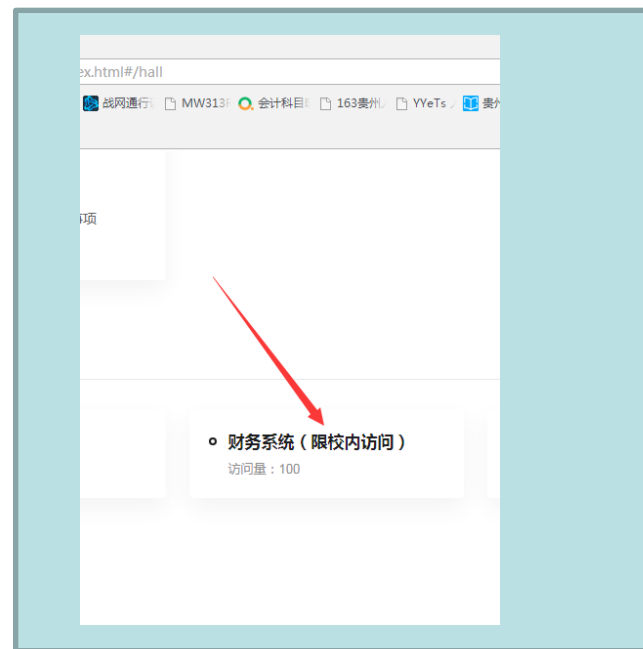 ex.html#/hall
战网通行 MW313 会计科目 163贵州 YYeTs 贵州
事项
财务系统（限校内访问）
访问量：100